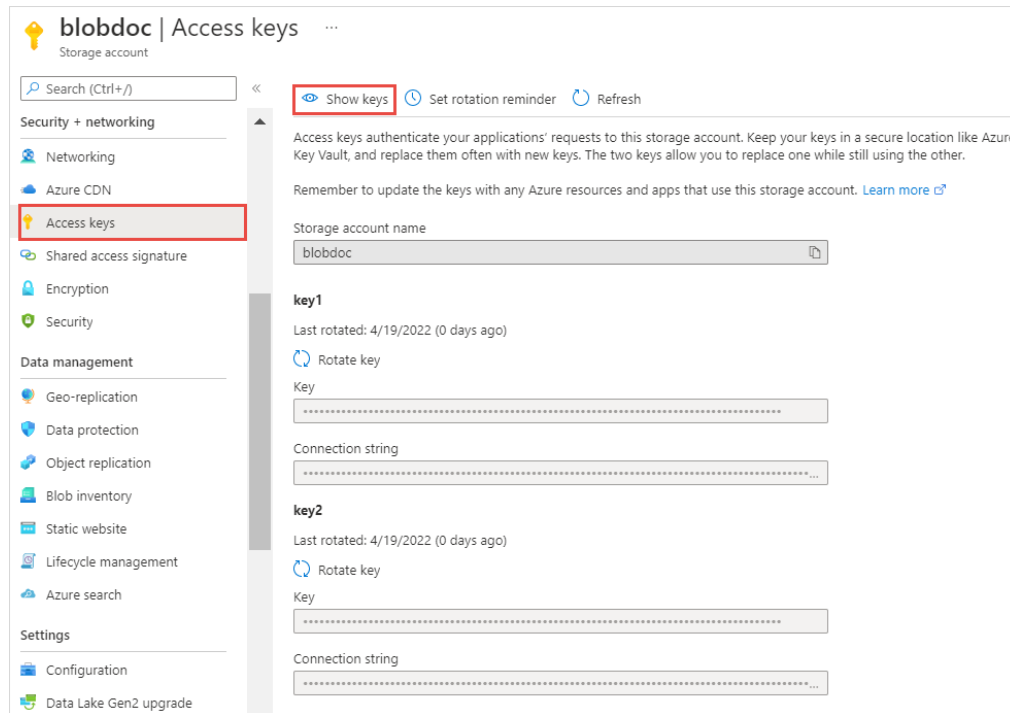 blobdoc | Access keys ...
Storage account
Search (Ctrl+/)
«
Security + networking
Networking
Azure CDN
Access keys
Shared access signature
Encryption
Security
Data management
Geo-replication
Data protection
Object replication
Blob inventory
Static website
Lifecycle management
Azure search
Settings
Configuration
Data Lake Gen2 upgrade
Show keys Set rotation reminder Refresh
Access keys authenticate your applications' requests to this storage account. Keep your keys in a secure location like Azure
Key Vault, and replace them often with new keys. The two keys allow you to replace one while still using the other.
Remember to update the keys with any Azure resources and apps that use this storage account. Learn more
Storage account name
blobdoc
key1
Last rotated: 4/19/2022 (0 days ago)
Rotate key
Key
Connection string
...
key2
Last rotated: 4/19/2022 (0 days ago)
Rotate key
Key
Connection string
...